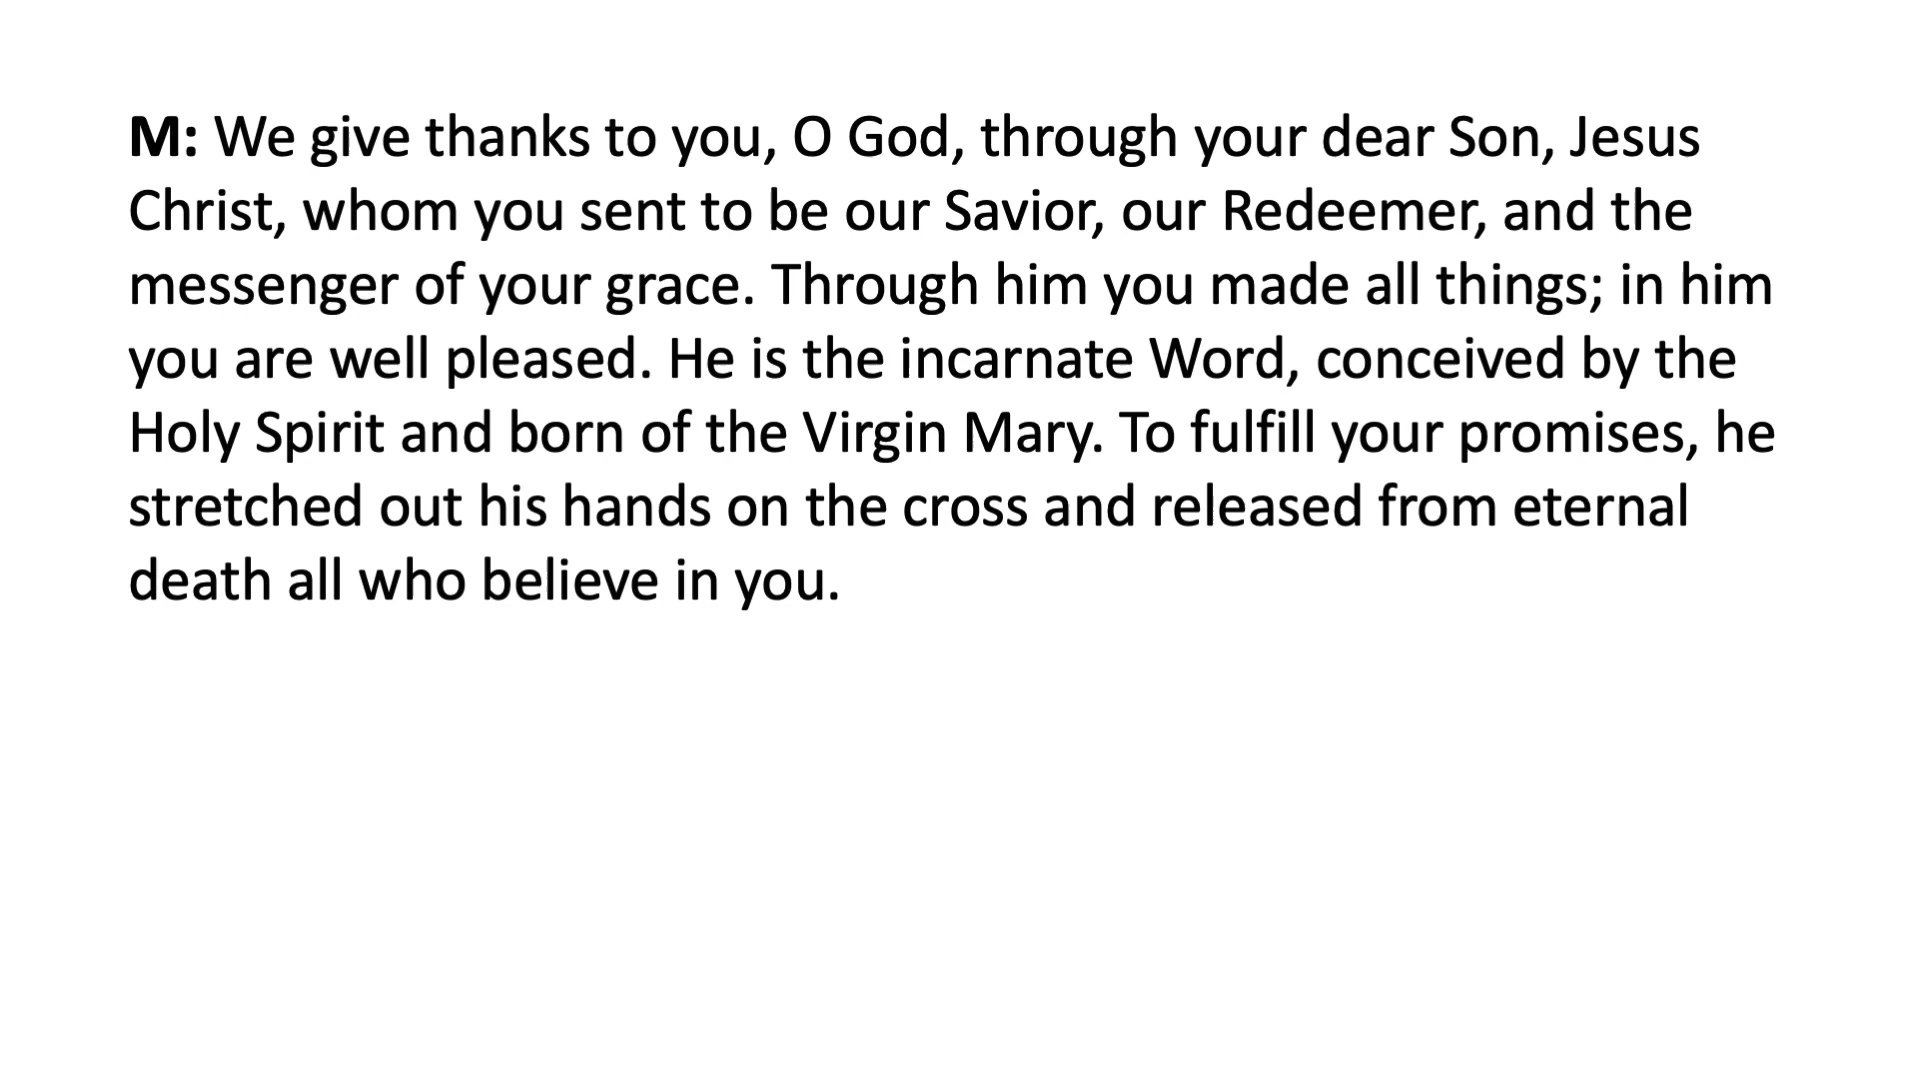 M: We give thanks to you, O God, through your dear Son, Jesus
Christ, whom you sent to be our Savior, our Redeemer, and the
messenger of your grace. Through him you made all things; in him
you are well pleased. He is the incarnate Word, conceived by the
Holy Spirit and born of the Virgin Mary. To fulfill your promises, he
stretched out his hands on the cross and released from eternal
death all who believe in you.